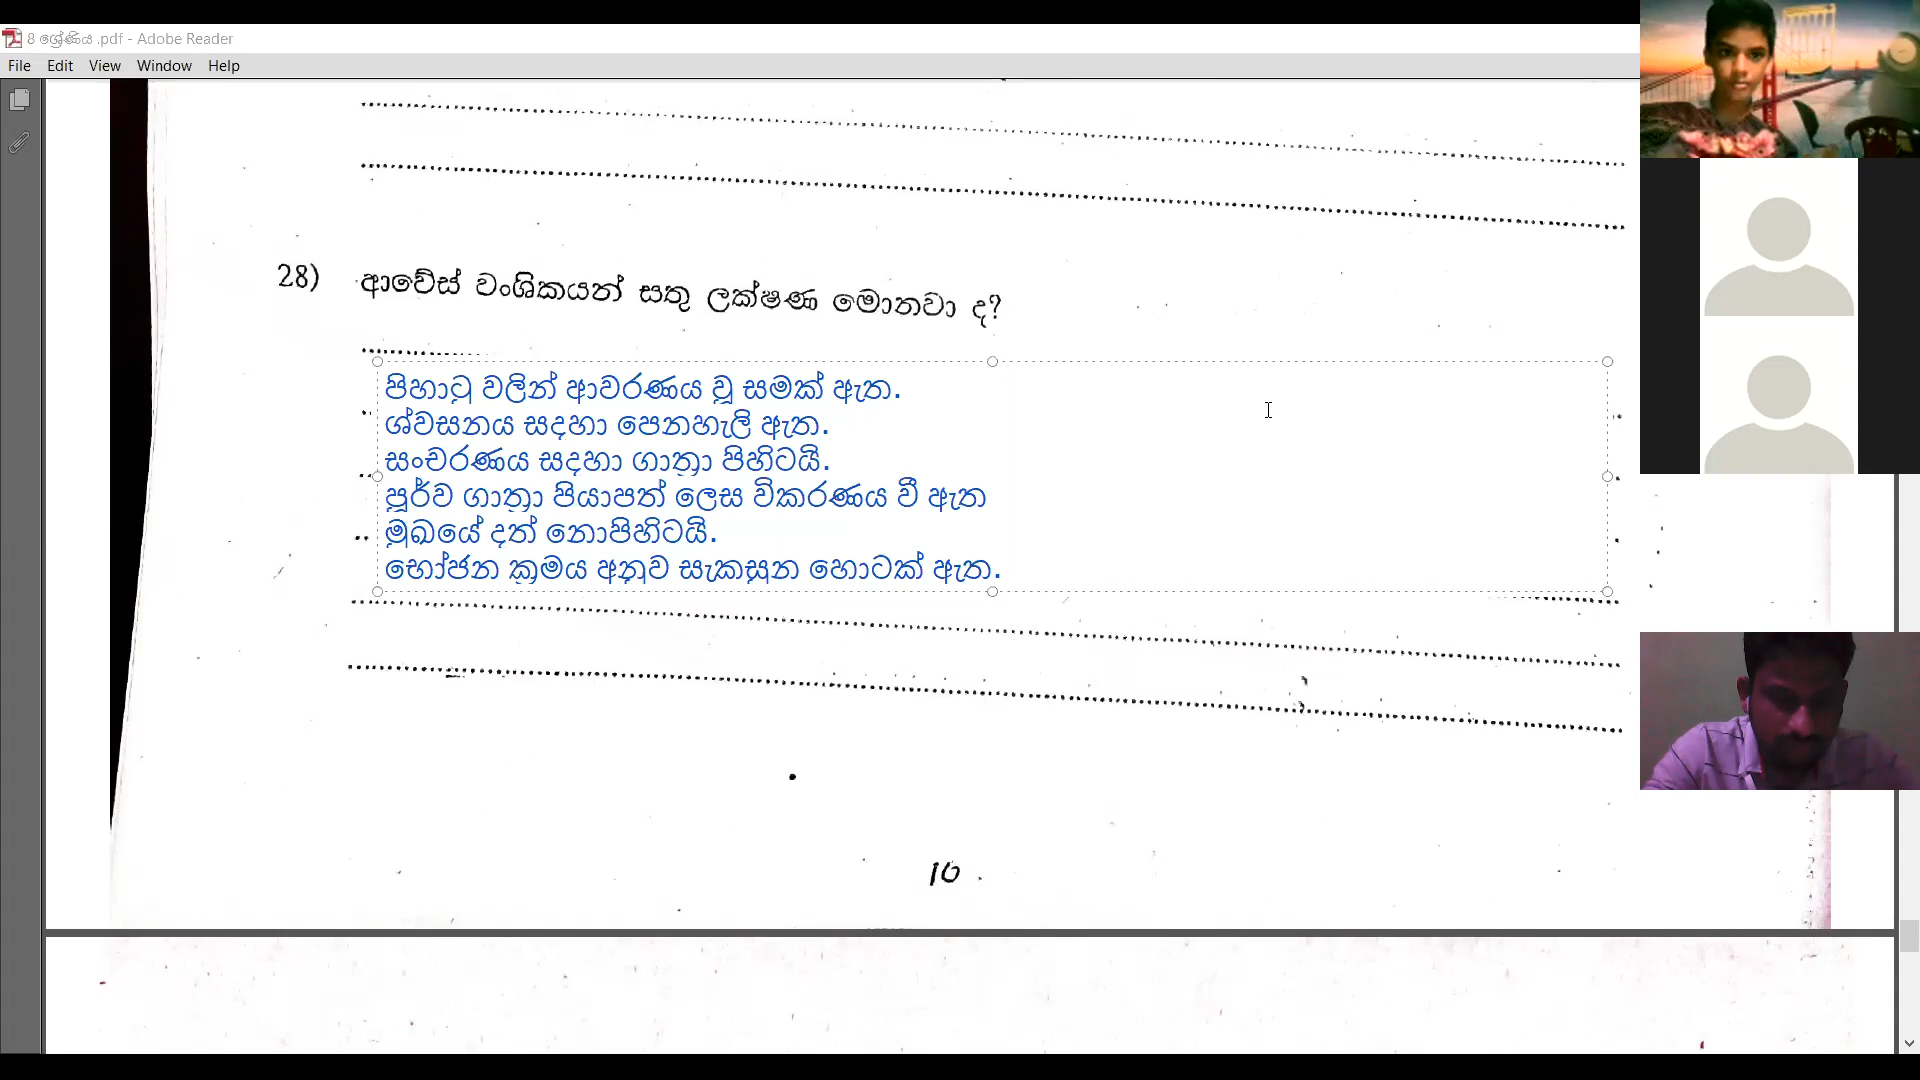 8 ශ්‍රේණිය .pdf - Adobe Reader
File Edit View Window Help
28) ආවේස් වංශිකයන් සතු ලක්ෂණ මොනවා ද?
පිහාටු වලින් ආවරණය වූ සමක් ඇත.
ශ්වසනය සදහා පෙනහැලි ඇත.
සංචරණය සදහා ගාත්‍රා පිහිටයි.
පූර්ව ගාත්‍රා පියාපත් ලෙස විකරණය වී ඇත
මුඛයේ දත් නොපිහිටයි.
භෝජන ක්‍රමය අනුව සැකසුන හොටක් ඇත.
10